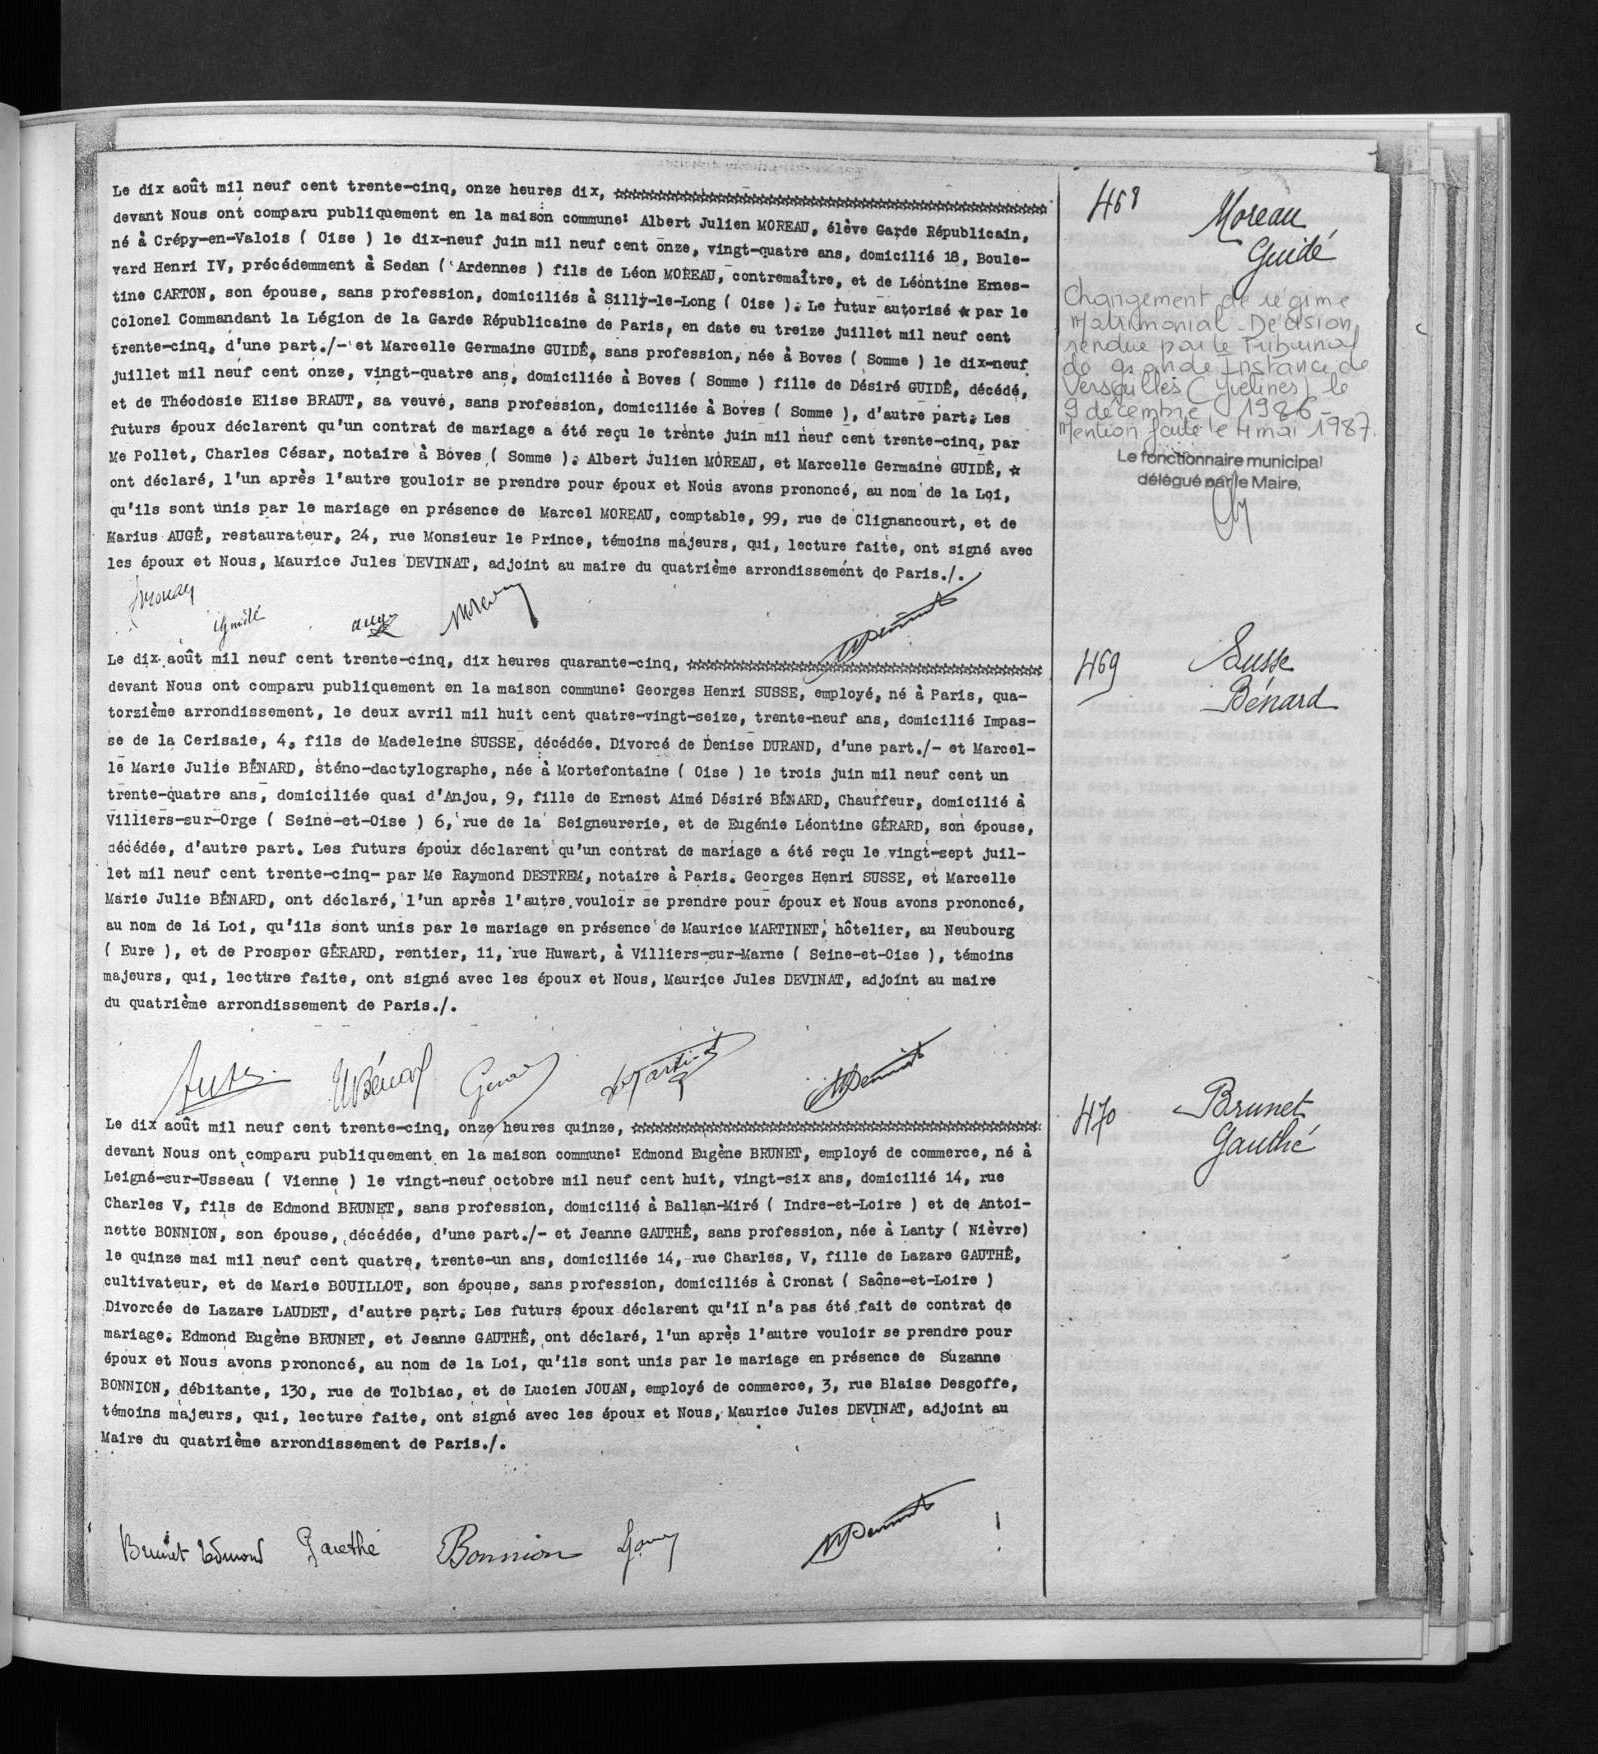 Le dix août mil neuf cent trente-cinq, onze heures dix,
devant Nous ont comparu publiquement en la maison commune: Albert Julien MOREAU, élève Garde Républicain,
né à Crépy-en-Valois ( Oise ) le dix-neuf juin mil neuf cent onze, vingt-quatre ans, domicilié 18, Boule-
vard Henri IV, précédemment à Sedan ( Ardennes ) fils de Léon MOREAU, contremaître, et de Léontine Ernes-
tine CARTON, son épouse, sans profession, domiciliés à Silly-le-Long ( Oise ). Le futur autorisé ☆ par le
Colonel Commandant la Légion de la Garde Républicaine de Paris, en date eu treize juillet mil neuf cent
trente-cinq, d'une part./- et Marcelle Germaine GUIDÉ, sans profession, née à Boves ( Somme ) le dix-neuf
juillet mil neuf cent onze, vingt-quatre ans, domiciliée à Boves ( Somme ) fille de Désiré GUIDÉ, décédé,
et de Théodosie Elise BRAUT, sa veuve, sans profession, domiciliée à Boves ( Somme ), d'autre part. Les
futurs époux déclarent qu'un contrat de mariage a été reçu le trente juin mil neuf cent trente-cinq, par
Me Pollet, Charles César, notaire à Boves ( Somme ). Albert Julien MOREAU, et Marcelle Germaine GUIDÉ, ☆
ont déclaré, l'un après l'autre vouloir se prendre pour époux et Nous avons prononcé, au nom de la Loi,
qu'ils sont unis par le mariage en présence de Marcel MOREAU, comptable, 99, rue de Clignancourt, et de
Marius AUGÉ, restaurateur, 24, rue Monsieur le Prince, témoins majeurs, qui, lecture faite, ont signé avec
les époux et Nous, Maurice Jules DEVINAT, adjoint au maire du quatrième arrondissement de Paris./.
Moreau
Guidé
Augé
Moreau
MDevinat
468
Moreau
Guidé
Changement de régime
Matrimonial - Décision
rendue par le Tribunal
de grande Instance de
Versailles (Yvelines) le
9 décembre 1986 -
Mention faite le 4 mai 1987.
Le fonctionnaire municipal
délégué par le Maire,
Le dix août mil neuf cent trente-cinq, dix heures quarante-cinq,
devant Nous ont comparu publiquement en la maison commune: Georges Henri SUSSE, employé, né à Paris, qua-
torzième arrondissement, le deux avril mil huit cent quatre-vingt-seize, trente-neuf ans, domicilié Impas-
se de la Cerisaie, 4, fils de Madeleine SUSSE, décédée. Divorcé de Denise DURAND, d'une part./- et Marcel-
le Marie Julie BÉNARD, sténo-dactylographe, née à Mortefontaine ( Oise ) le trois juin mil neuf cent un
trente-quatre ans, domiciliée quai d'Anjou, 9, fille de Ernest Aimé Désiré BÉNARD, Chauffeur, domicilié à
Villiers-sur-Orge ( Seine-et-Oise ) 6, rue de la Seigneurerie, et de Eugénie Léontine GÉRARD, son épouse,
décédée, d'autre part. Les futurs époux déclarent qu'un contrat de mariage a été reçu le vingt-sept juil-
let mil neuf cent trente-cinq- par Me Raymond DESTREM, notaire à Paris. Georges Henri SUSSE, et Marcelle
Marie Julie BÉNARD, ont déclaré, l'un après l'autre vouloir se prendre pour époux et Nous avons prononcé,
au nom de la Loi, qu'ils sont unis par le mariage en présence de Maurice MARTINET, hôtelier, au Neubourg
( Eure ), et de Prosper GÉRARD, rentier, 11, rue Huwart, à Villiers-sur-Marne ( Seine-et-Oise ), témoins
majeurs, qui, lecture faite, ont signé avec les époux et Nous, Maurice Jules DEVINAT, adjoint au maire
du quatrième arrondissement de Paris./.
MBénard
MDevinat
469
Susse
Bénard
Le dix août mil neuf cent trente-cinq, onze heures quinze,
devant Nous ont comparu publiquement en la maison commune: Edmond Eugène BRUNET, employé de commerce, né à
Leigné-sur-Usseau ( Vienne ) le vingt-neuf octobre mil neuf cent huit, vingt-six ans, domicilié 14, rue
Charles V, fils de Edmond BRUNET, sans profession, domicilié à Ballan-Miré ( Indre-et-Loire ) et de Antoi-
nette BONNION, son épouse, décédée, d'une part./- et Jeanne GAUTHÉ, sans profession, née à Lanty ( Nièvre)
le quinze mai mil neuf cent quatre, trente-un ans, domiciliée 14, rue Charles, V, fille de Lazare GAUTHÉ,
cultivateur, et de Marie BOUILLOT, son épouse, sans profession, domiciliés à Cronat ( Saône-et-Loire )
Divorcée de Lazare LAUDET, d'autre part. Les futurs époux déclarent qu'il n'a pas été fait de contrat de
mariage. Edmond Eugène BRUNET, et Jeanne GAUTHÉ, ont déclaré, l'un après l'autre vouloir se prendre pour
époux et Nous avons prononcé, au nom de la Loi, qu'ils sont unis par le mariage en présence de Suzanne
BONNION, débitante, 130, rue de Tolbiac, et de Lucien JOUAN, employé de commerce, 3, rue Blaise Desgoffe,
témoins majeurs, qui, lecture faite, ont signé avec les époux et Nous, Maurice Jules DEVINAT, adjoint au
Maire du quatrième arrondissement de Paris./.
Brunet Edmond
Gauthé
Bonnion
MDevinat
470
Brunet
Gauthé